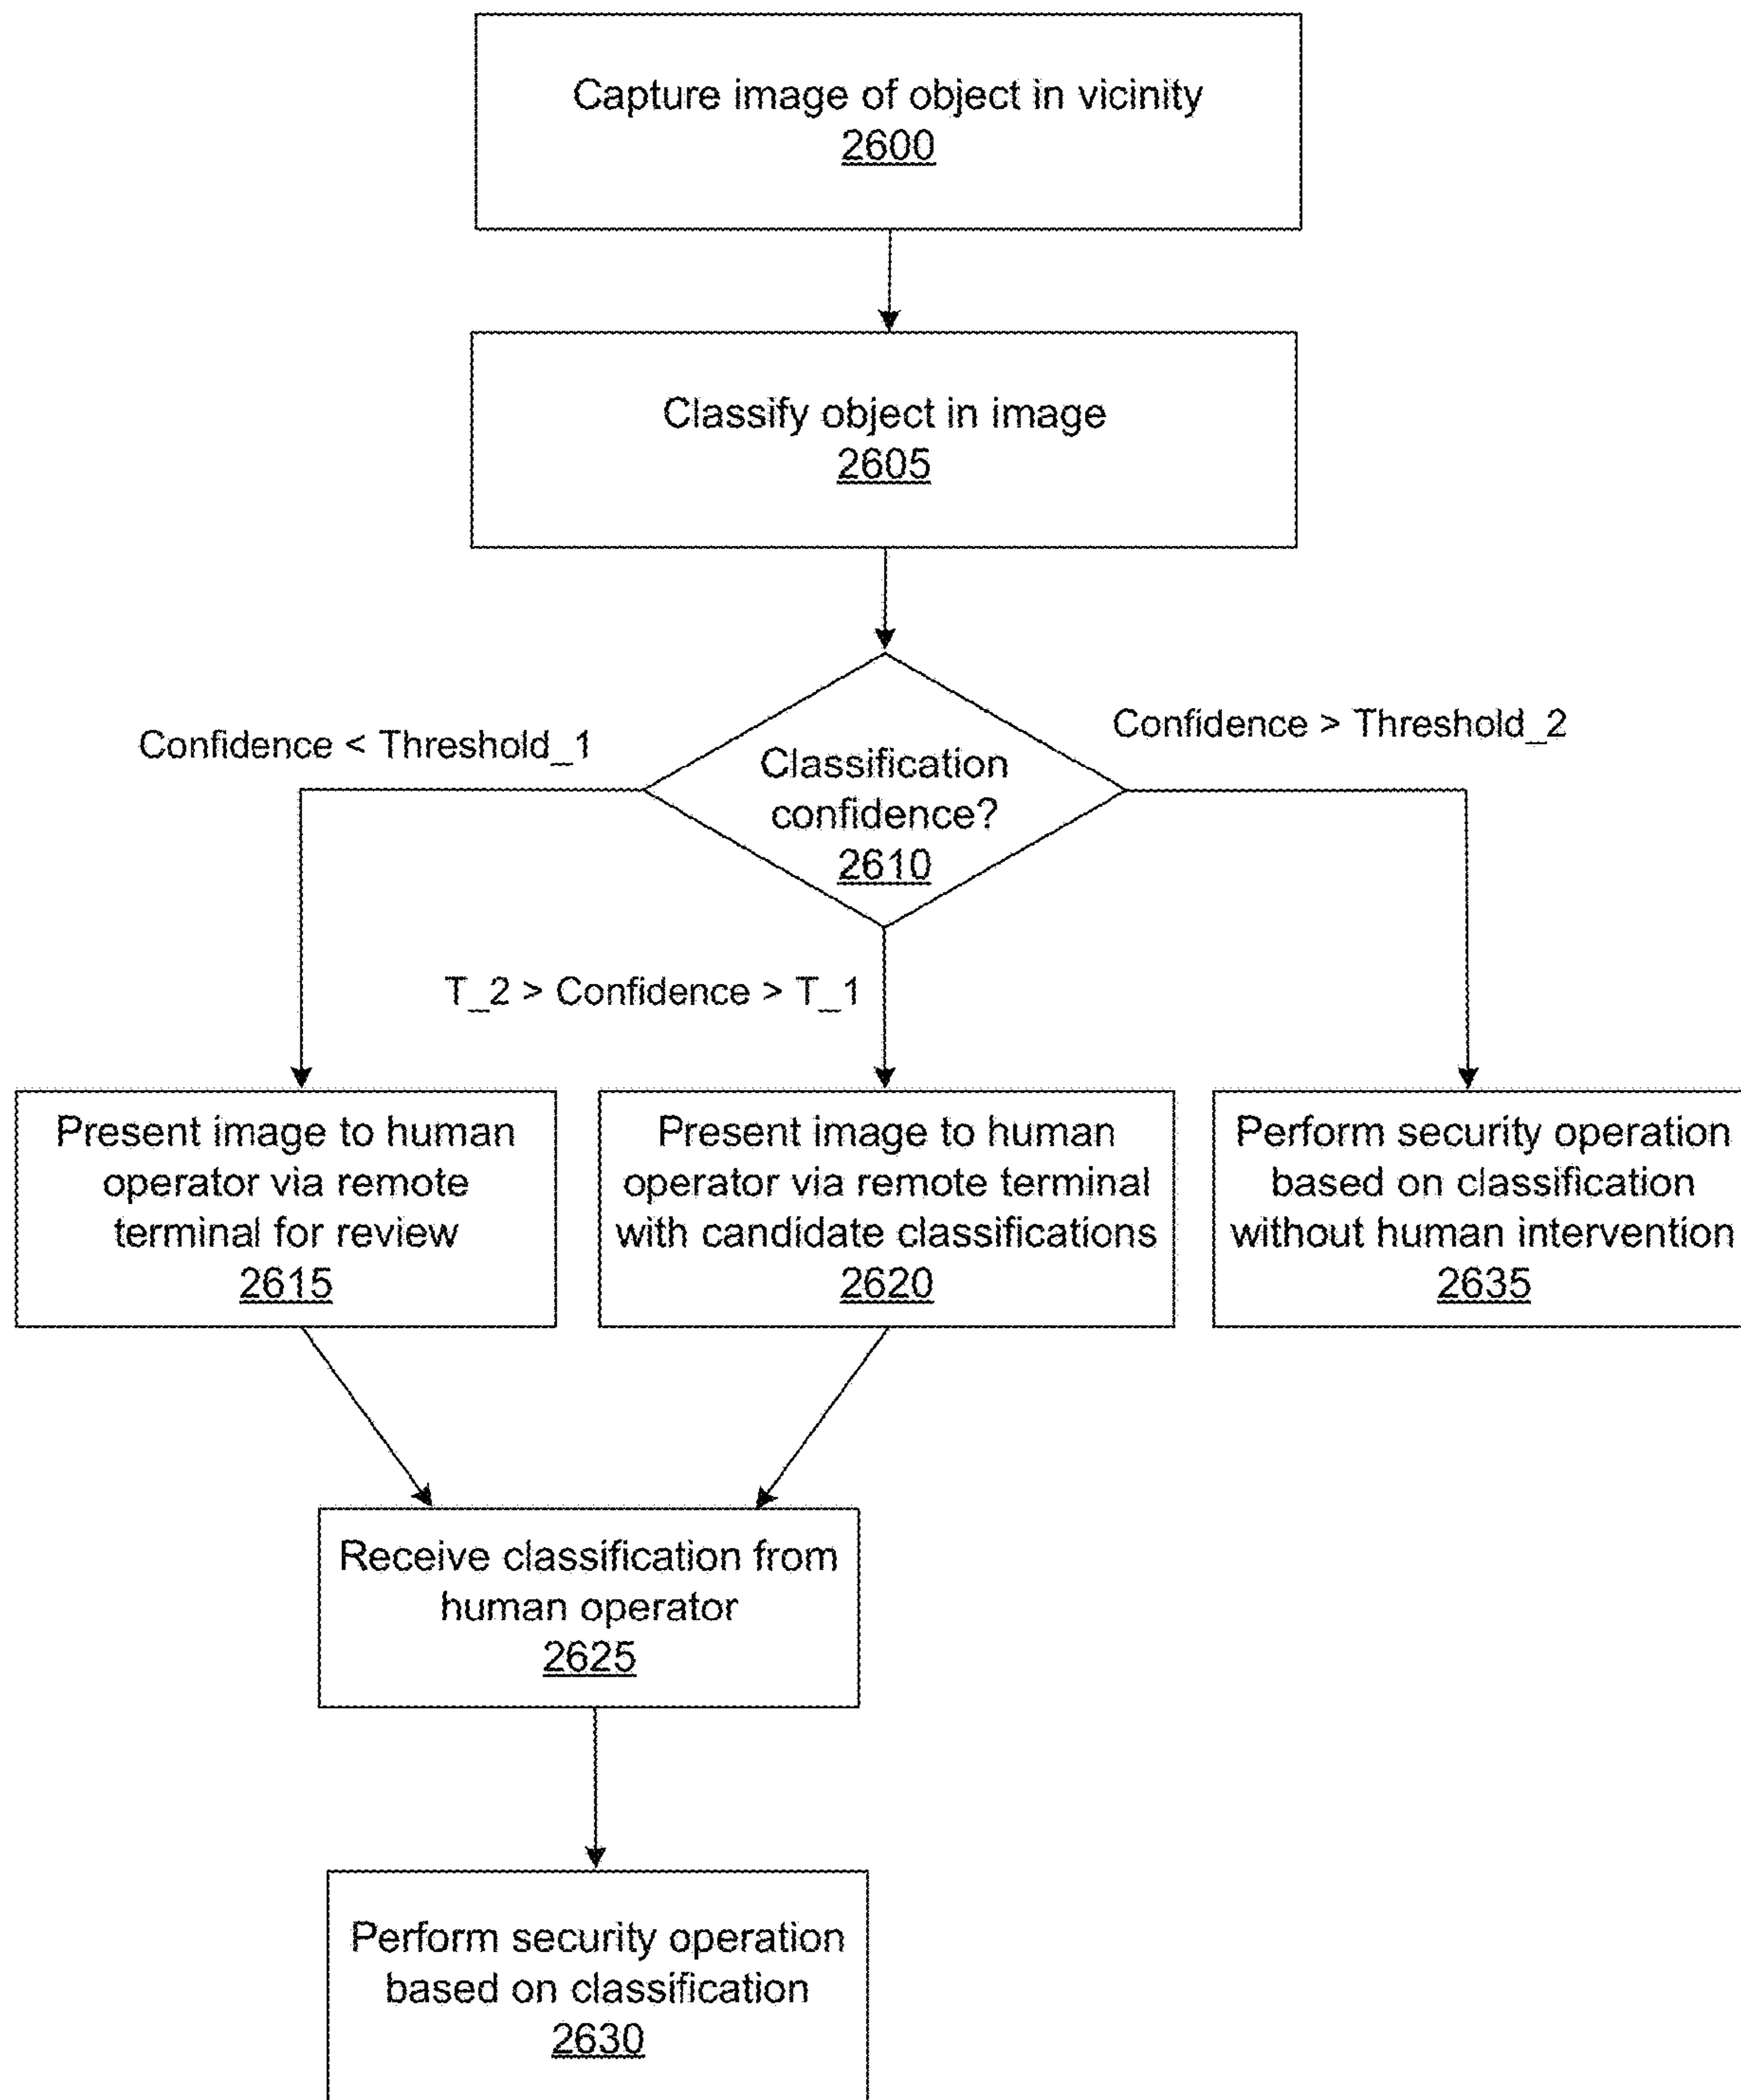 Capture image of object in vicinity
2600
Classify object in image
2605
Confidence < Threshold_1
Confidence > Threshold_2
Classification
confidence?
2610
T_2 > Confidence > T_1
Present image to human
operator via remote
terminal for review
2615
Present image to human
operator via remote terminal
with candidate classifications
2620
Perform security operation
based on classification
without human intervention
2635
Receive classification from
human operator
2625
Perform security operation
based on classification
2630